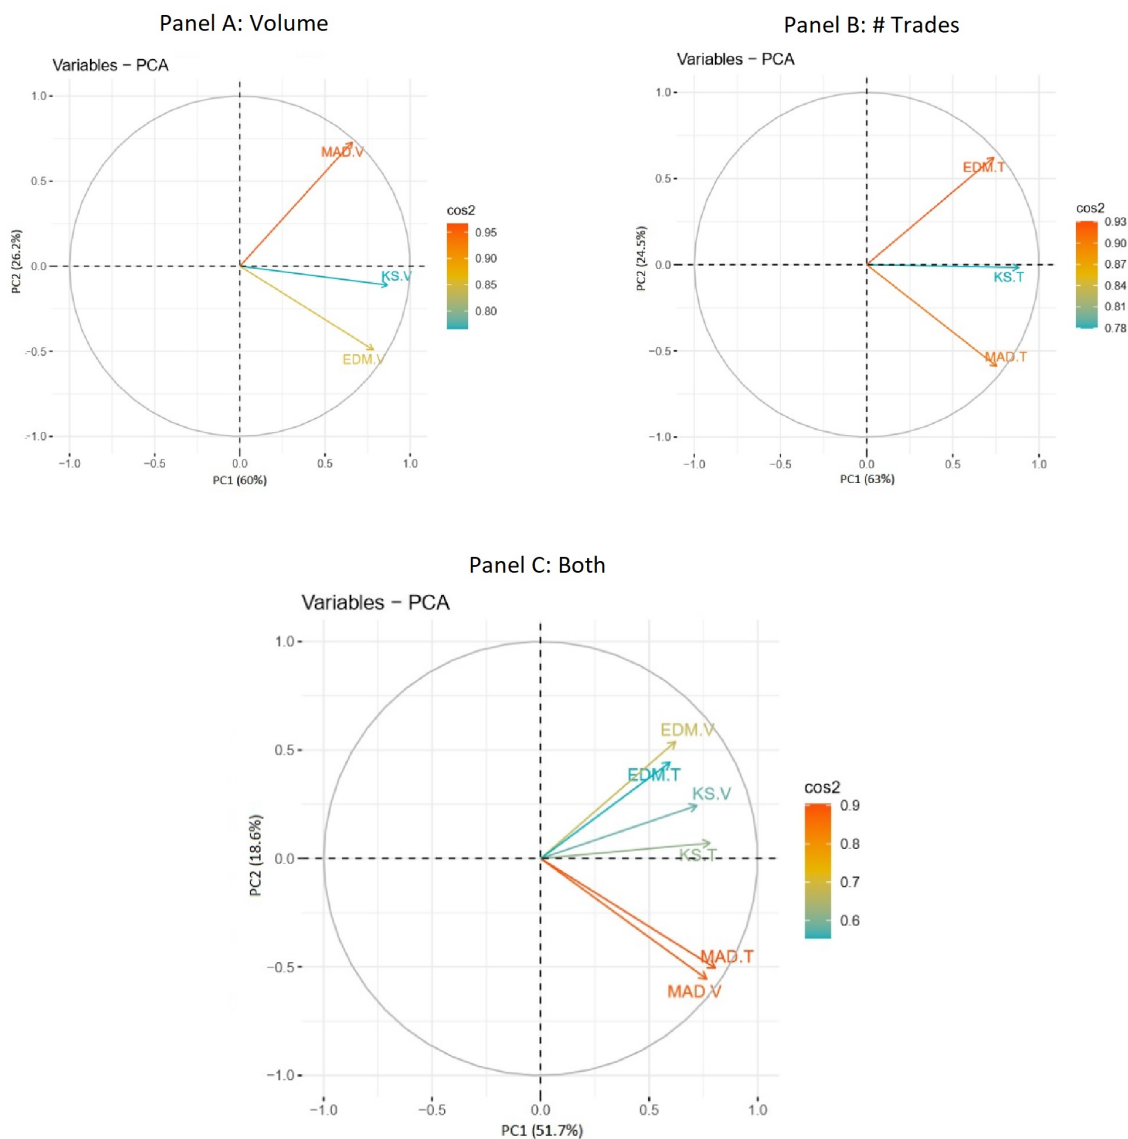 Panel A: Volume
Variables – PCA
1.0
0.5
0.0
-0.5
-1.0
PC2 (26.2%)
MAD.V
KS.V
EDM.V
−1.0 −0.5 0.0 0.5 1.0
PC1 (60%)
cos2
0.95
0.90
0.85
0.80
Panel B: # Trades
Variables – PCA
1.0
0.5
0.0
−0.5
−1.0
PC2 (24.5%)
EDM.T
KS.T
MAD.T
−1.0 −0.5 0.0 0.5 1.0
PC1 (63%)
cos2
0.93
0.90
0.87
0.84
0.81
0.78
Panel C: Both
Variables – PCA
1.0
0.5
0.0
−0.5
−1.0
PC2 (18.6%)
EDM.V
EDM.T
KS.V
KS.T
MAD.T
MAD.V
−1.0 −0.5 0.0 0.5 1.0
PC1 (51.7%)
cos2
0.9
0.8
0.7
0.6